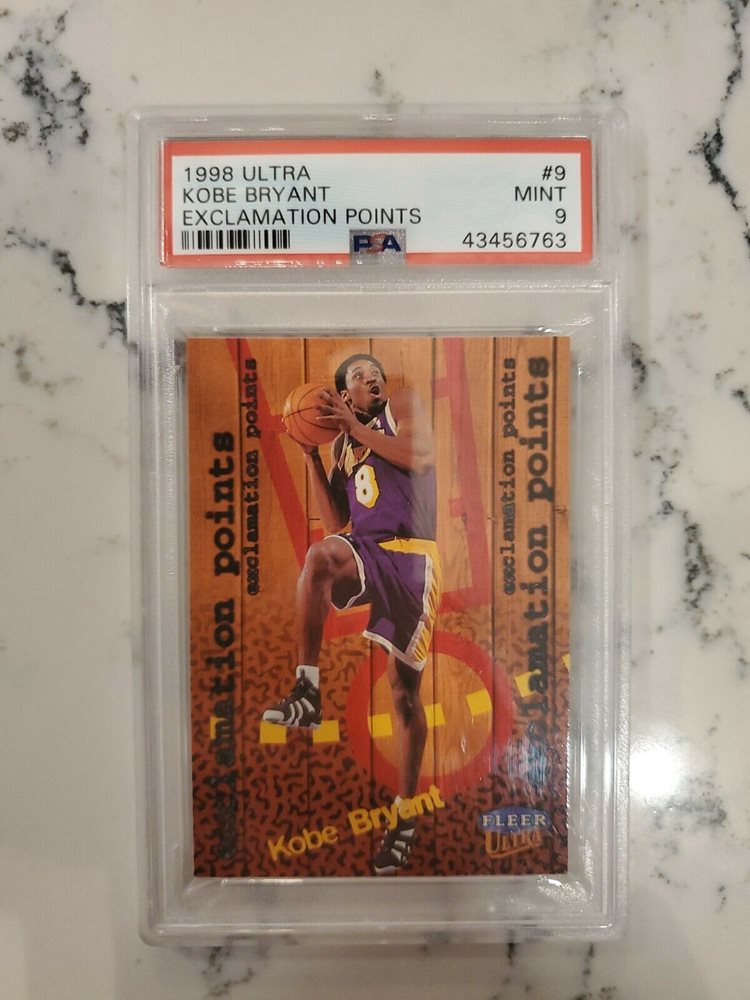 1998 ULTRA #9
KOBE BRYANT MINT
EXCLAMATION POINTS 9
PSA 43456763
exclamation points
exclamation points
exclamation points
exclamation points
8
Kobe Bryant
FLEER
ULTRA